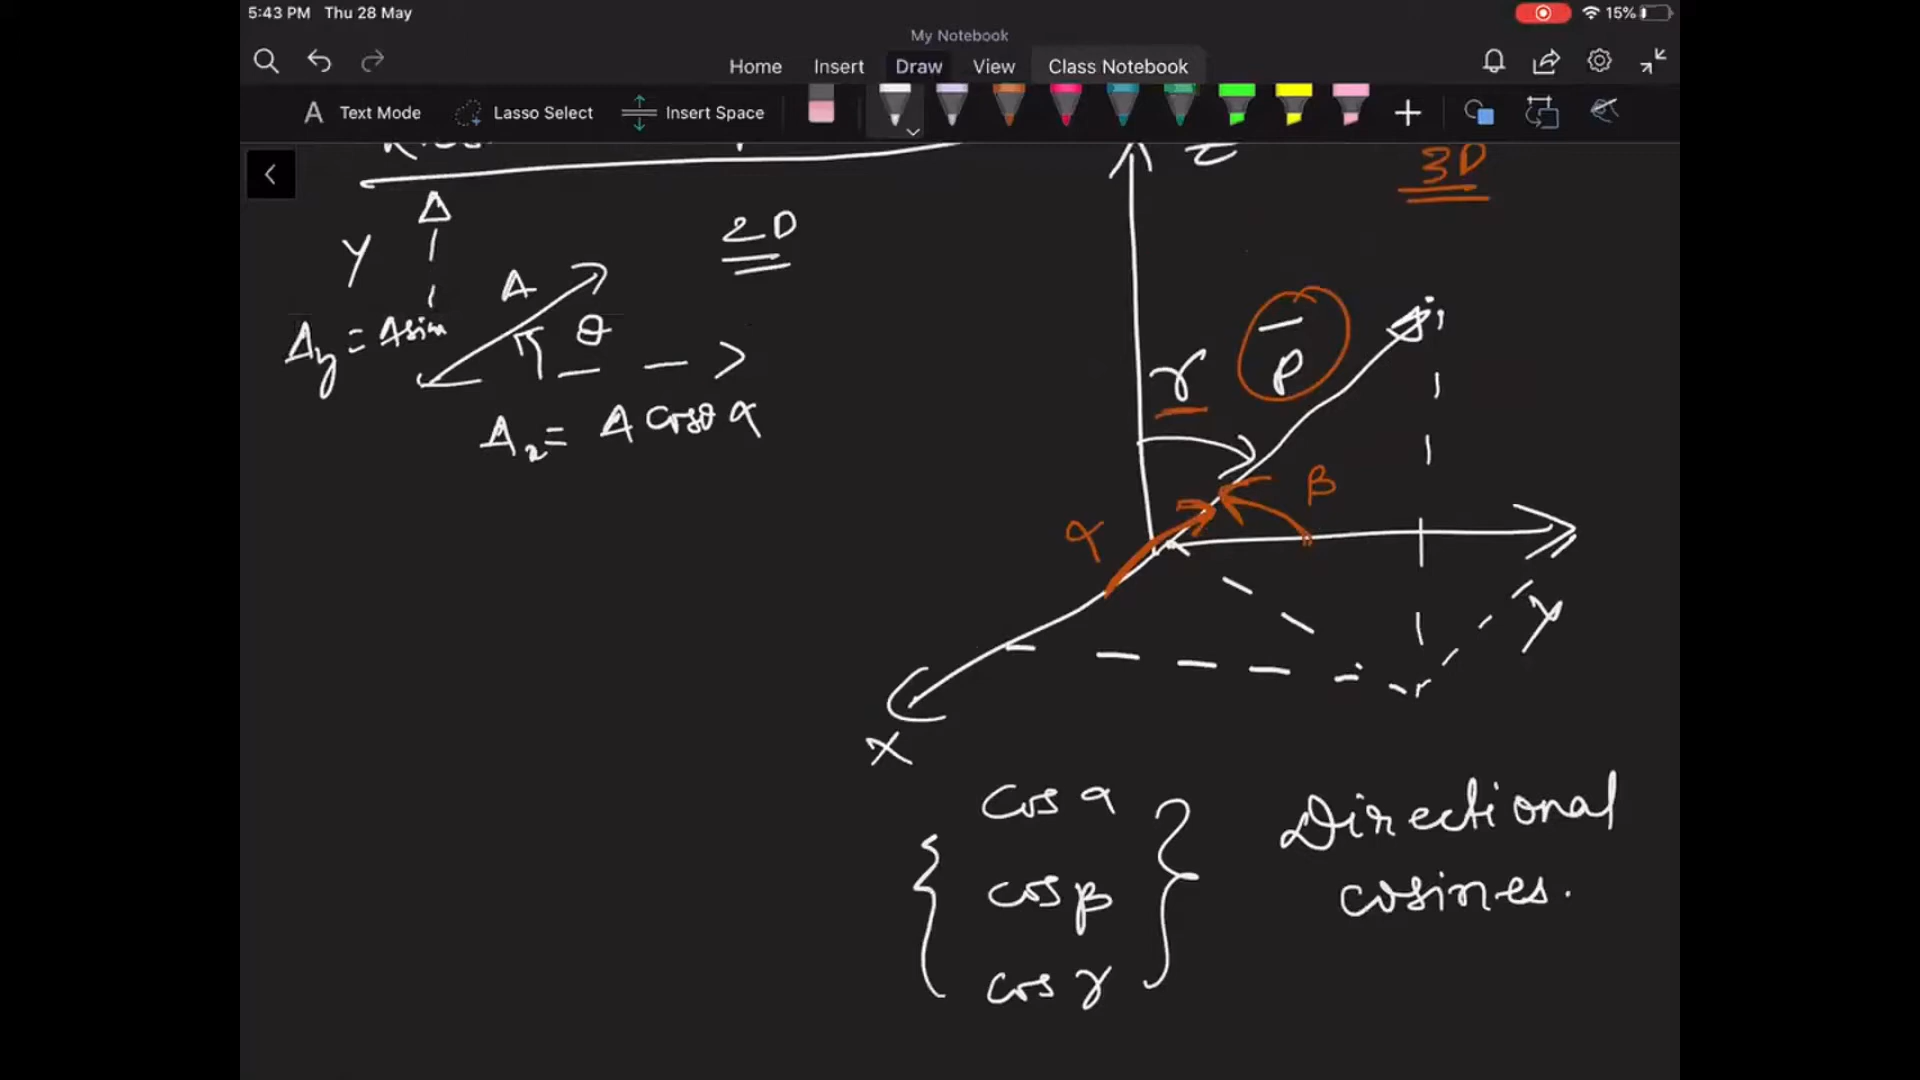 5:43 PM Thu 28 May
15%
My Notebook
Home Insert Draw View Class Notebook
A Text Mode Lasso Select Insert Space
3D
2D
Y
A
θ
Ay = A sin
Ax = A cosθ α
z
γ
P
β
α
y
x
cos α
cos β
cos γ
Directional
cosines.